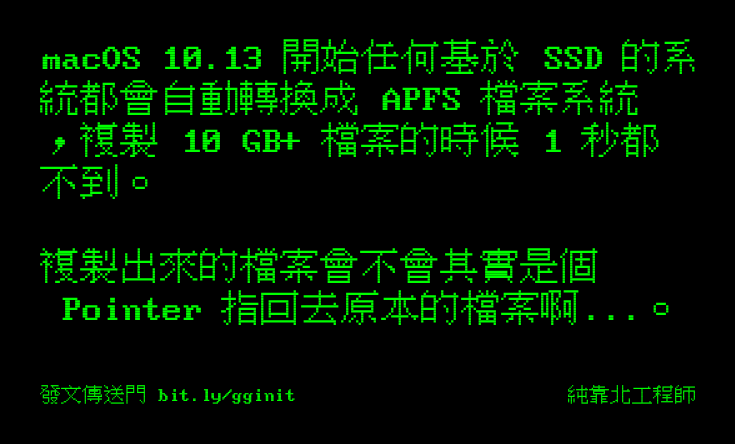 macOS 10.13 開始任何基於 SSD 的系
統都會自動轉換成 APFS 檔案系統
，複製 10 GB+ 檔案的時候 1 秒都
不到。
複製出來的檔案會不會其實是個
Pointer 指回去原本的檔案啊...。
發文傳送門 bit.ly/gginit
純靠北工程師